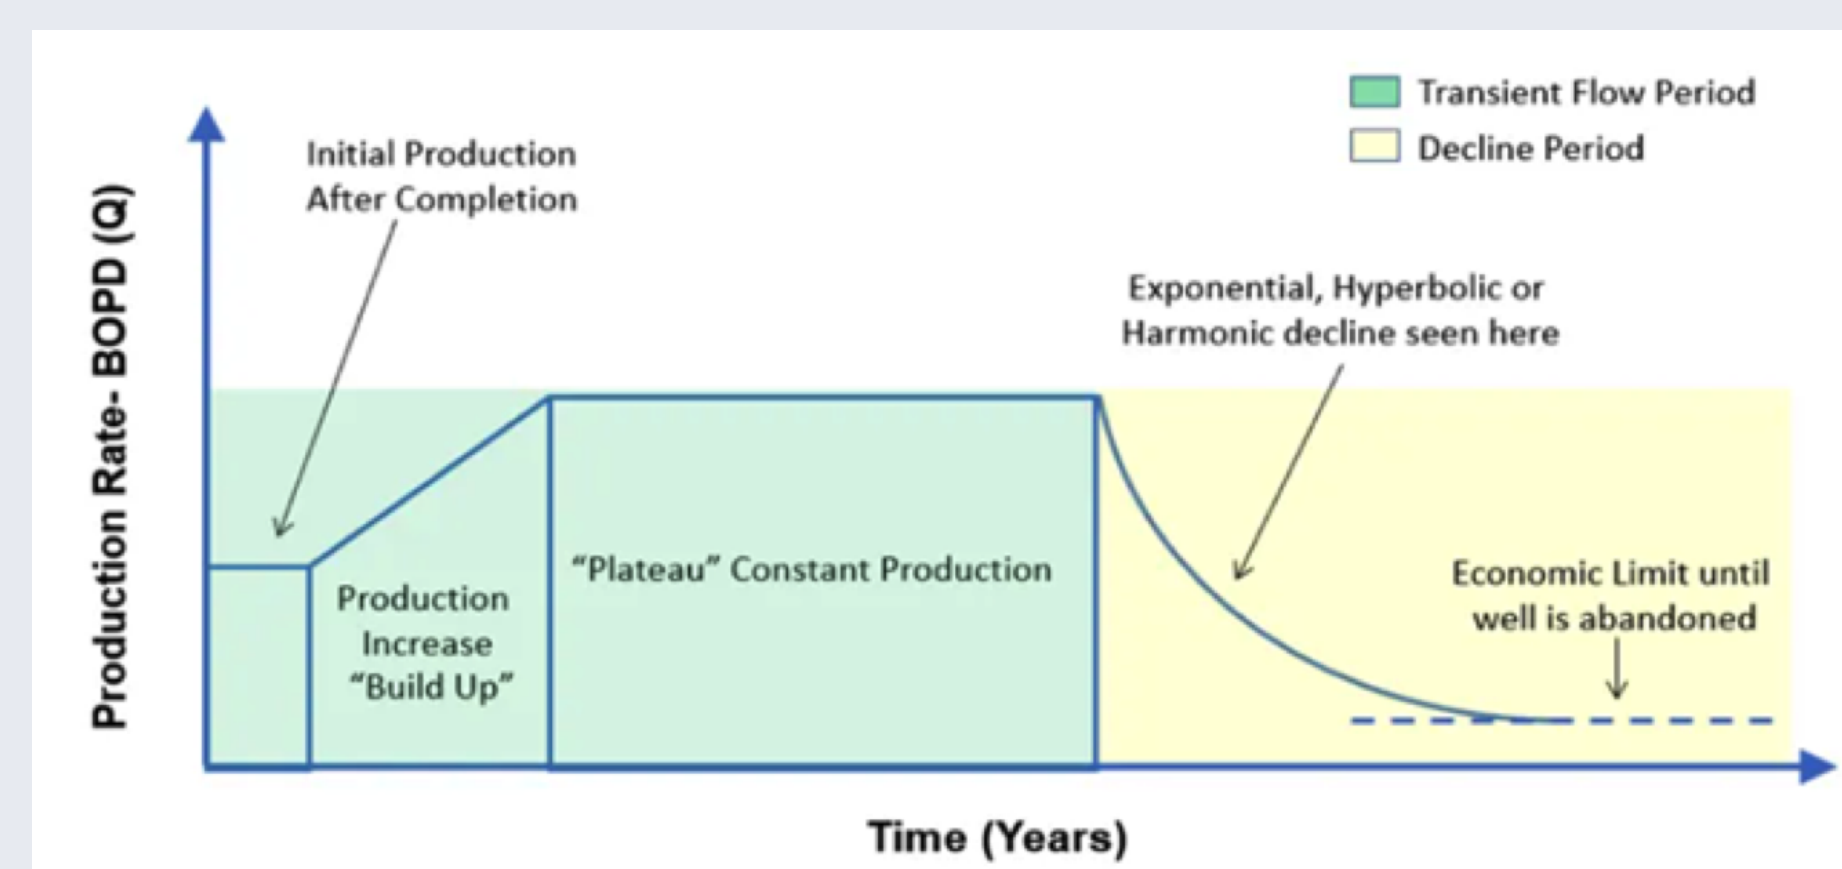 Transient Flow Period
Decline Period
Initial Production
After Completion
Exponential, Hyperbolic or
Harmonic decline seen here
Production Rate- BOPD (Q)
“Plateau” Constant Production
Production
Increase
“Build Up”
Economic Limit until
well is abandoned
Time (Years)